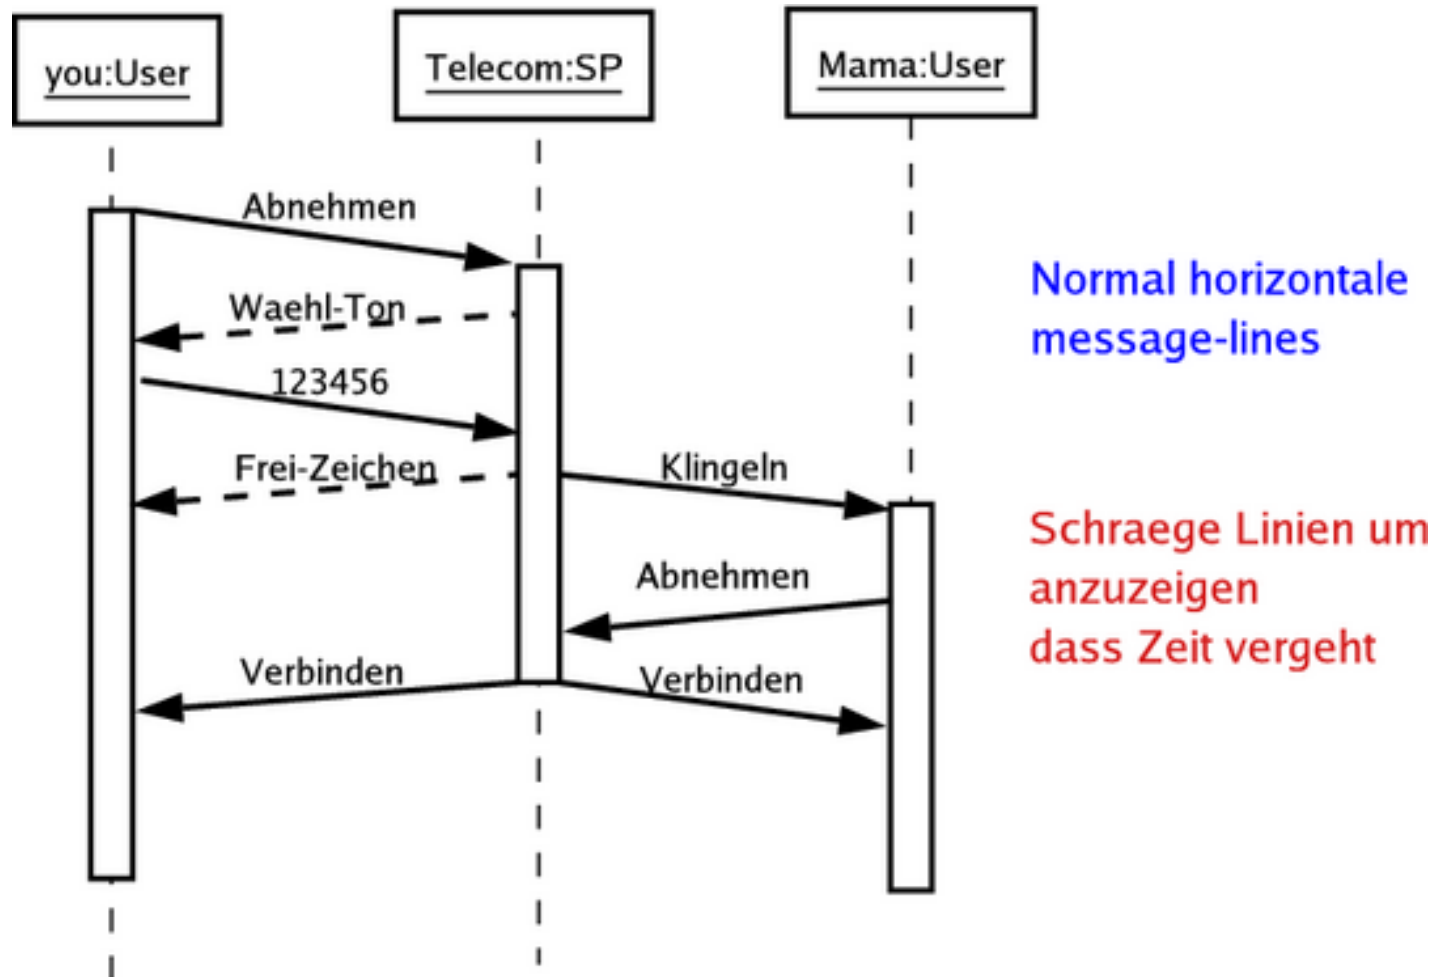 you:User
Telecom:SP
Mama:User
Abnehmen
Waehl-Ton
123456
Frei-Zeichen
Klingeln
Abnehmen
Verbinden
Verbinden
Normal horizontale
message-lines
Schraege Linien um
anzuzeigen
dass Zeit vergeht